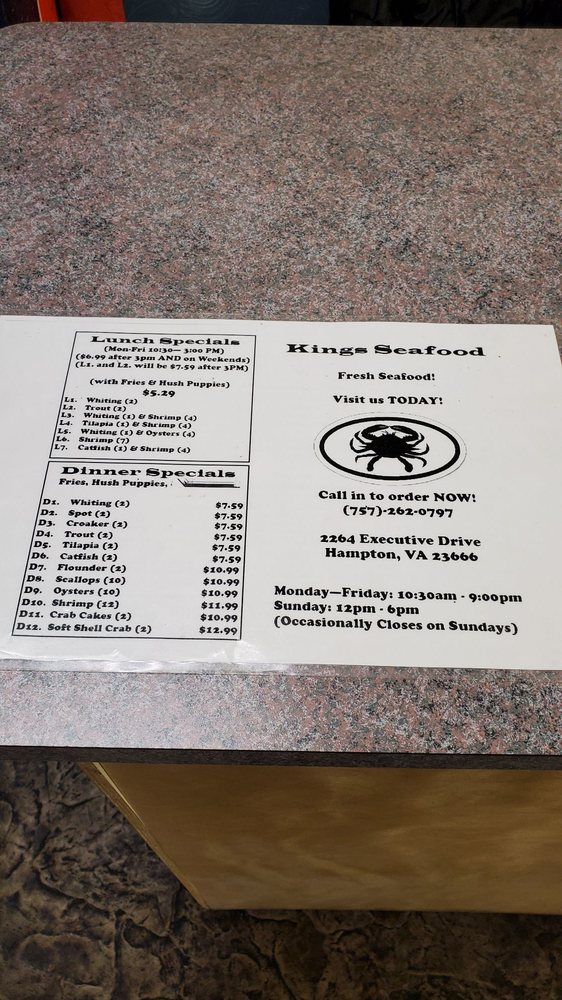 Lunch Specials
(Mon-Fri 10:30— 3:00 PM)
($6.99 after 3pm AND on Weekends)
(L1. and L2. will be $7.59 after 3PM)
(with Fries & Hush Puppies)
$5.29
L1. Whiting (2)
L2. Trout (2)
L3. Whiting (1) & Shrimp (4)
L4. Tilapia (1) & Shrimp (4)
L5. Whiting (1) & Oysters (4)
L6. Shrimp (7)
L7. Catfish (1) & Shrimp (4)
Dinner Specials
Fries, Hush Puppies,
D1. Whiting (2) $7.59
D2. Spot (2) $7.59
D3. Croaker (2) $7.59
D4. Trout (2) $7.59
D5. Tilapia (2) $7.59
D6. Catfish (2) $7.59
D7. Flounder (2) $10.99
D8. Scallops (10) $10.99
D9. Oysters (10) $10.99
D10. Shrimp (12) $11.99
D11. Crab Cakes (2) $10.99
D12. Soft Shell Crab (2) $12.99
Kings Seafood
Fresh Seafood!
Visit us TODAY!
Call in to order NOW!
(757)-262-0797
2264 Executive Drive
Hampton, VA 23666
Monday—Friday: 10:30am - 9:00pm
Sunday: 12pm - 6pm
(Occasionally Closes on Sundays)